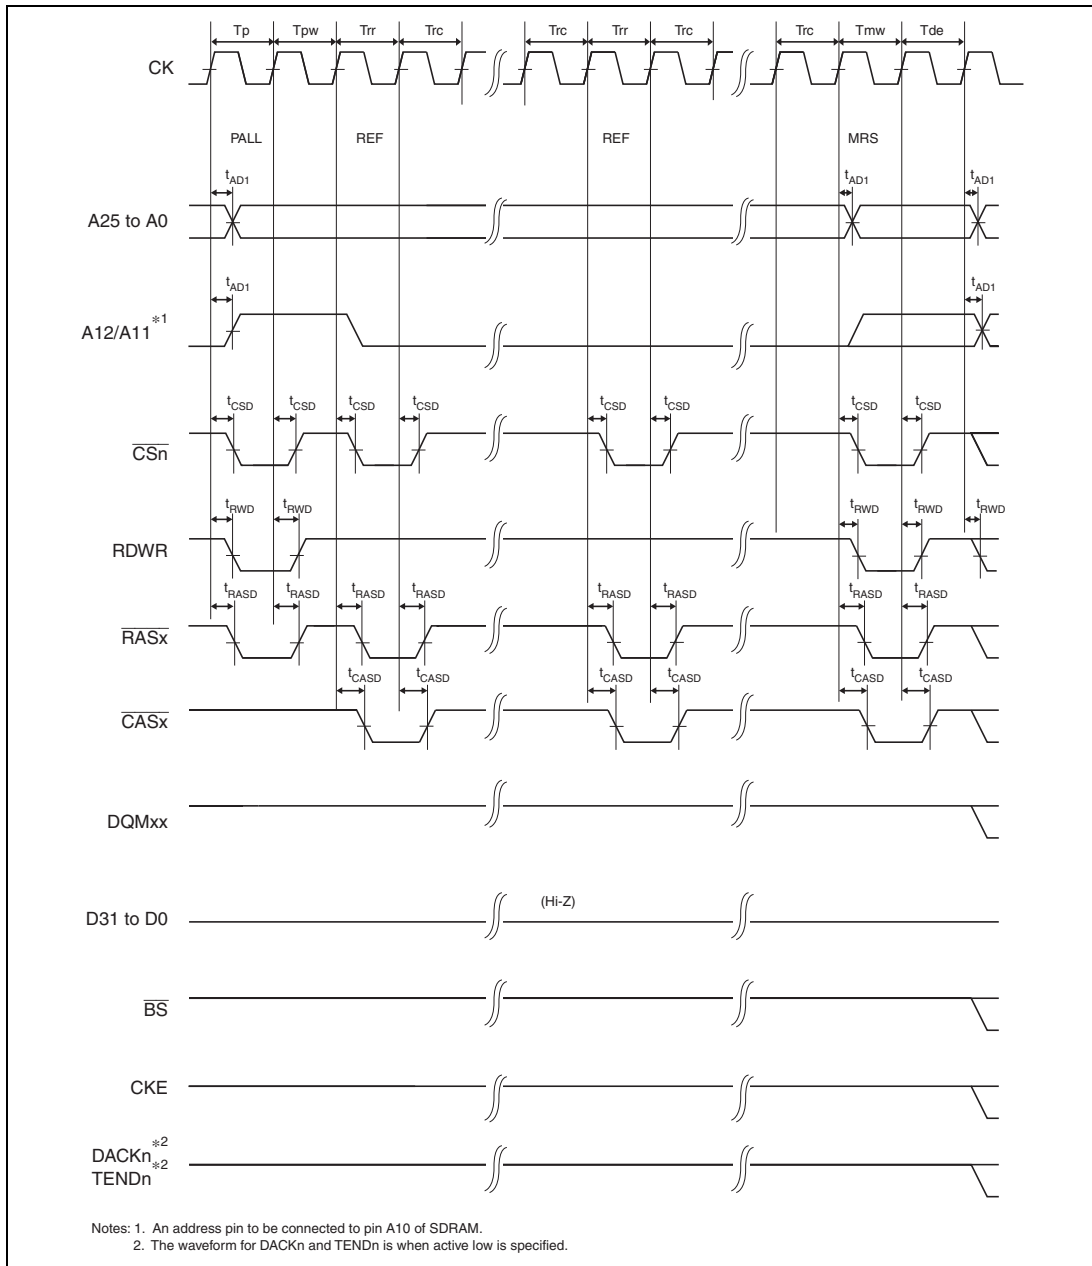 Tp Tpw Trr Trc Trc Trr Trc Trc Tmw Tde
CK
PALL REF REF MRS
tAD1 tAD1 tAD1
A25 to A0
tAD1 tAD1
A12/A11*1
tCSD tCSD tCSD tCSD tCSD tCSD tCSD tCSD
CSn
tRWD tRWD tRWD tRWD tRWD
RDWR
tRASD tRASD tRASD tRASD tRASD tRASD tRASD tRASD
RASx
tCASD tCASD tCASD tCASD tCASD tCASD
CASx
DQMxx
(Hi-Z)
D31 to D0
BS
CKE
DACKn*2
TENDn*2
Notes: 1. An address pin to be connected to pin A10 of SDRAM.
2. The waveform for DACKn and TENDn is when active low is specified.